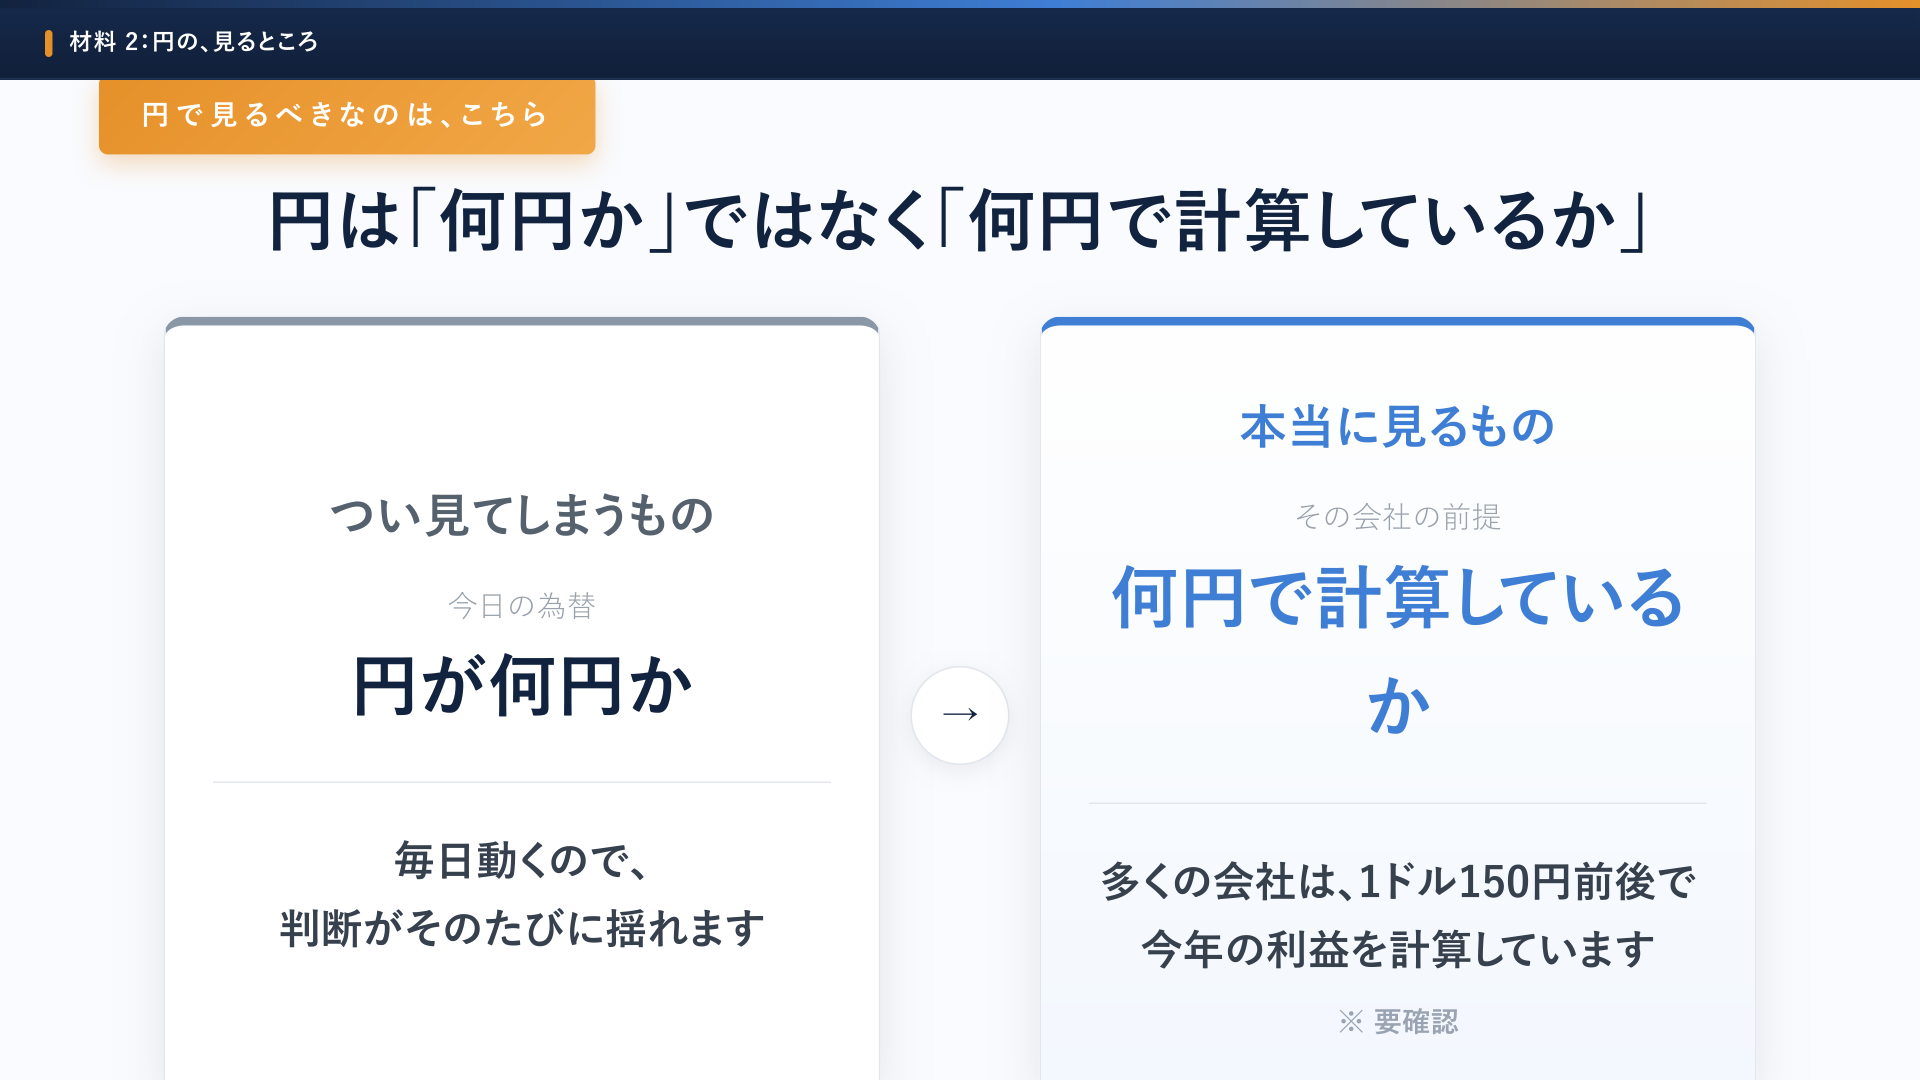 材料 2：円の、見るところ
円で見るべきなのは、こちら
円は「何円か」ではなく「何円で計算しているか」
つい見てしまうもの
今日の為替
円が何円か
毎日動くので、
判断がそのたびに揺れます
→
本当に見るもの
その会社の前提
何円で計算している
か
多くの会社は、1ドル150円前後で
今年の利益を計算しています
※ 要確認